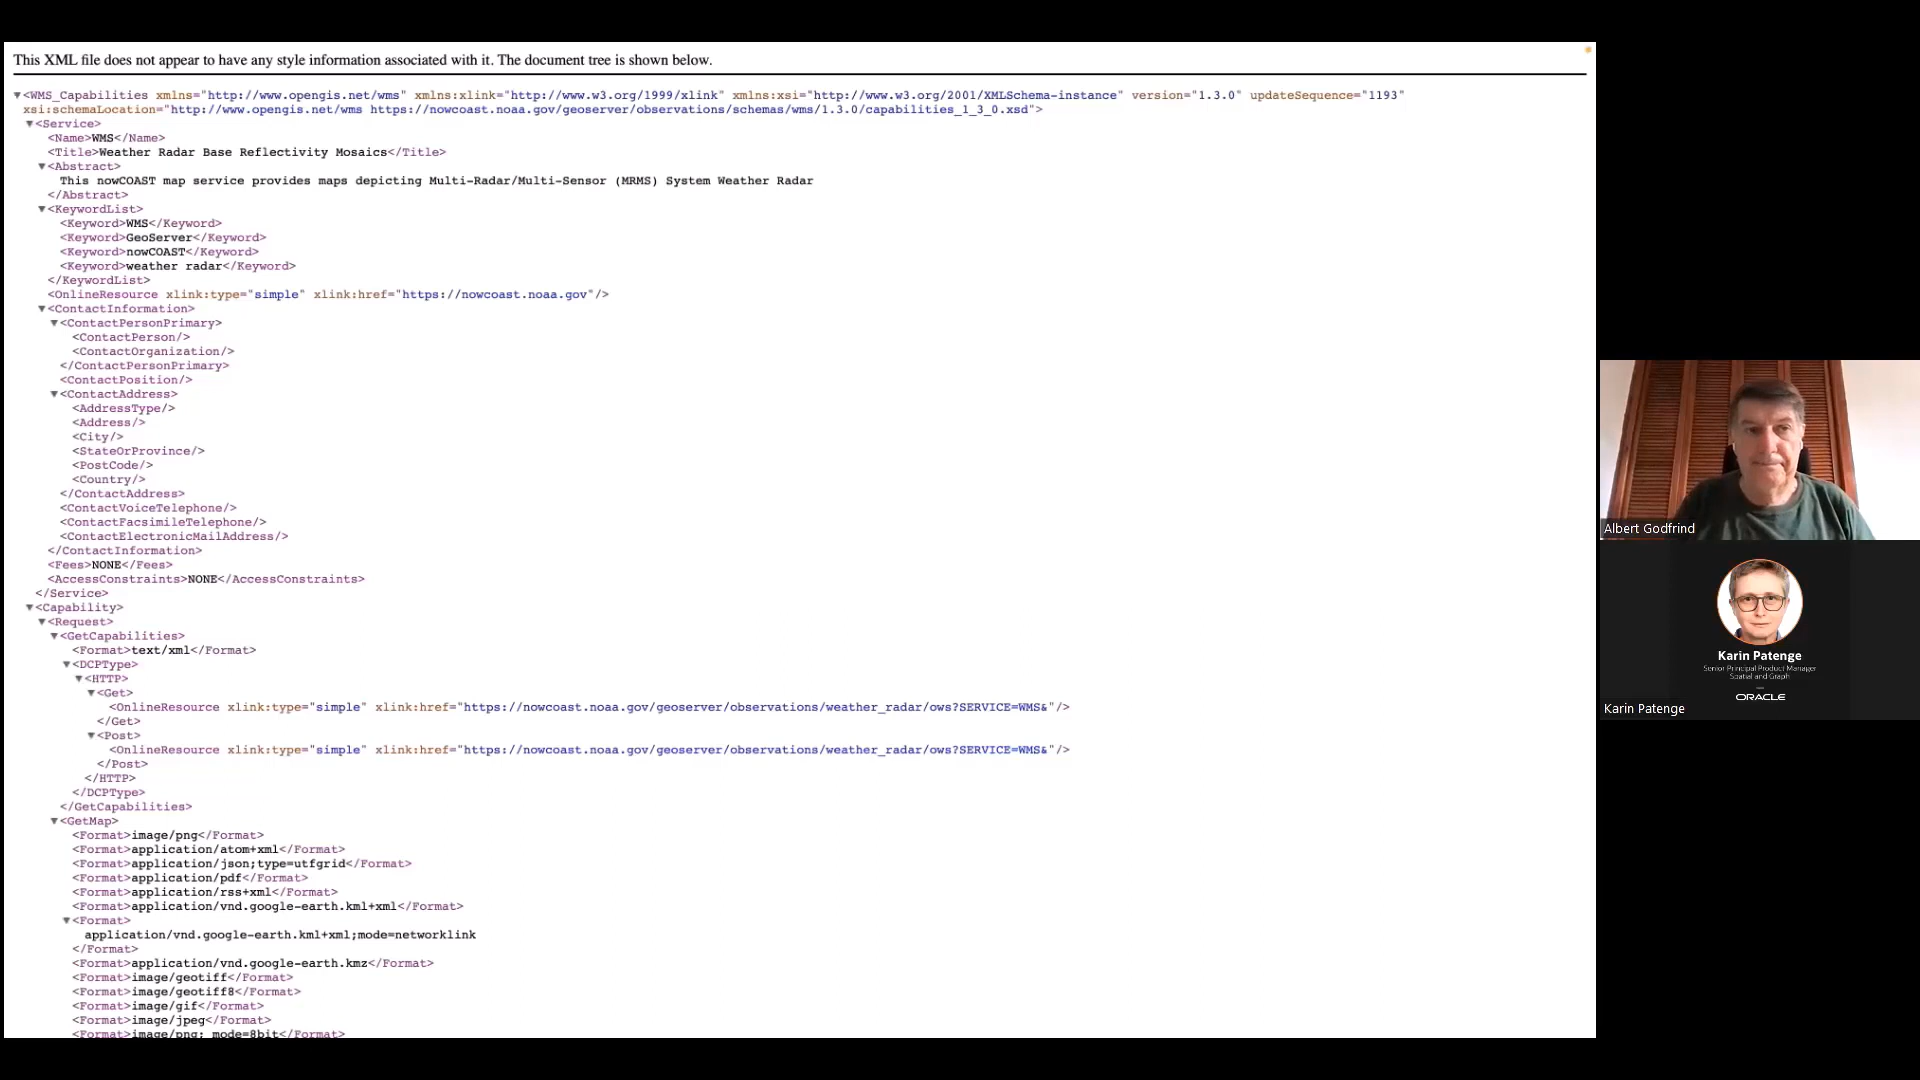 This XML file does not appear to have any style information associated with it. The document tree is shown below.
▼<WMS_Capabilities xmlns="http://www.opengis.net/wms" xmlns:xlink="http://www.w3.org/1999/xlink" xmlns:xsi="http://www.w3.org/2001/XMLSchema-instance" version="1.3.0" updateSequence="1193"
xsi:schemaLocation="http://www.opengis.net/wms https://nowcoast.noaa.gov/geoserver/observations/schemas/wms/1.3.0/capabilities_1_3_0.xsd">
▼<Service>
<Name>WMS</Name>
<Title>Weather Radar Base Reflectivity Mosaics</Title>
▼<Abstract>
This nowCOAST map service provides maps depicting Multi-Radar/Multi-Sensor (MRMS) System Weather Radar
</Abstract>
▼<KeywordList>
<Keyword>WMS</Keyword>
<Keyword>GeoServer</Keyword>
<Keyword>nowCOAST</Keyword>
<Keyword>weather radar</Keyword>
</KeywordList>
<OnlineResource xlink:type="simple" xlink:href="https://nowcoast.noaa.gov"/>
▼<ContactInformation>
▼<ContactPersonPrimary>
<ContactPerson/>
<ContactOrganization/>
</ContactPersonPrimary>
<ContactPosition/>
▼<ContactAddress>
<AddressType/>
<Address/>
<City/>
<StateOrProvince/>
<PostCode/>
<Country/>
</ContactAddress>
<ContactVoiceTelephone/>
<ContactFacsimileTelephone/>
<ContactElectronicMailAddress/>
</ContactInformation>
<Fees>NONE</Fees>
<AccessConstraints>NONE</AccessConstraints>
</Service>
▼<Capability>
▼<Request>
▼<GetCapabilities>
<Format>text/xml</Format>
▼<DCPType>
▼<HTTP>
▼<Get>
<OnlineResource xlink:type="simple" xlink:href="https://nowcoast.noaa.gov/geoserver/observations/weather_radar/ows?SERVICE=WMS&"/>
</Get>
▼<Post>
<OnlineResource xlink:type="simple" xlink:href="https://nowcoast.noaa.gov/geoserver/observations/weather_radar/ows?SERVICE=WMS&"/>
</Post>
</HTTP>
</DCPType>
</GetCapabilities>
▼<GetMap>
<Format>image/png</Format>
<Format>application/atom+xml</Format>
<Format>application/json;type=utfgrid</Format>
<Format>application/pdf</Format>
<Format>application/rss+xml</Format>
<Format>application/vnd.google-earth.kml+xml</Format>
▼<Format>
application/vnd.google-earth.kml+xml;mode=networklink
</Format>
<Format>application/vnd.google-earth.kmz</Format>
<Format>image/geotiff</Format>
<Format>image/geotiff8</Format>
<Format>image/gif</Format>
<Format>image/jpeg</Format>
<Format>image/png; mode=8bit</Format>
Albert Godfrind
Karin Patenge
Senior Principal Product Manager
Spatial and Graph
ORACLE
Karin Patenge